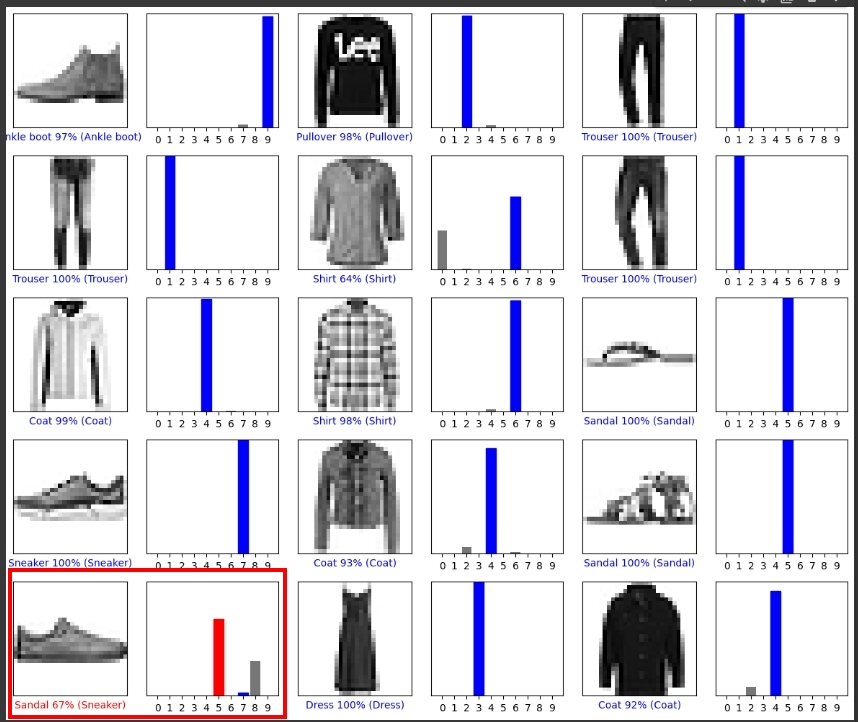 nkle boot 97% (Ankle boot)
0 1 2 3 4 5 6 7 8 9
Lee
Pullover 98% (Pullover)
0 1 2 3 4 5 6 7 8 9
Trouser 100% (Trouser)
0 1 2 3 4 5 6 7 8 9
Trouser 100% (Trouser)
0 1 2 3 4 5 6 7 8 9
Shirt 64% (Shirt)
0 1 2 3 4 5 6 7 8 9
Trouser 100% (Trouser)
0 1 2 3 4 5 6 7 8 9
Coat 99% (Coat)
0 1 2 3 4 5 6 7 8 9
Shirt 98% (Shirt)
0 1 2 3 4 5 6 7 8 9
Sandal 100% (Sandal)
0 1 2 3 4 5 6 7 8 9
Sneaker 100% (Sneaker)
0 1 2 3 4 5 6 7 8 9
Coat 93% (Coat)
0 1 2 3 4 5 6 7 8 9
Sandal 100% (Sandal)
0 1 2 3 4 5 6 7 8 9
Sandal 67% (Sneaker)
0 1 2 3 4 5 6 7 8 9
Dress 100% (Dress)
0 1 2 3 4 5 6 7 8 9
Coat 92% (Coat)
0 1 2 3 4 5 6 7 8 9